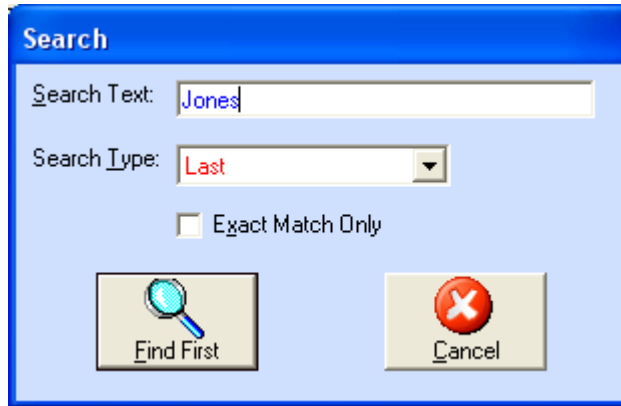 Search
Search Text: Jones
Search Type: Last
Exact Match Only
Find First Cancel